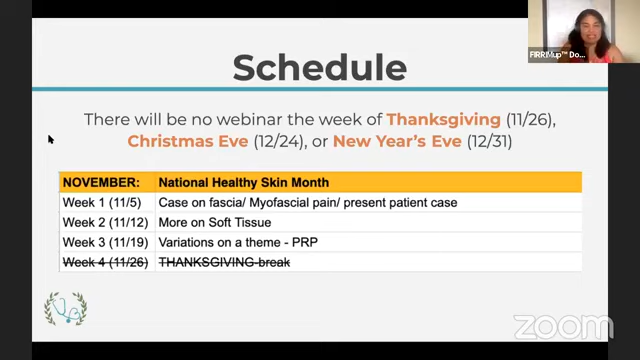 Schedule
There will be no webinar the week of Thanksgiving (11/26),
Christmas Eve (12/24), or New Year's Eve (12/31)
NOVEMBER: National Healthy Skin Month
Week 1 (11/5) Case on fascia/ Myofascial pain/ present patient case
Week 2 (11/12) More on Soft Tissue
Week 3 (11/19) Variations on a theme - PRP
Week 4 (11/26) THANKSGIVING-break
FIRRIMup™ Do...
zoom